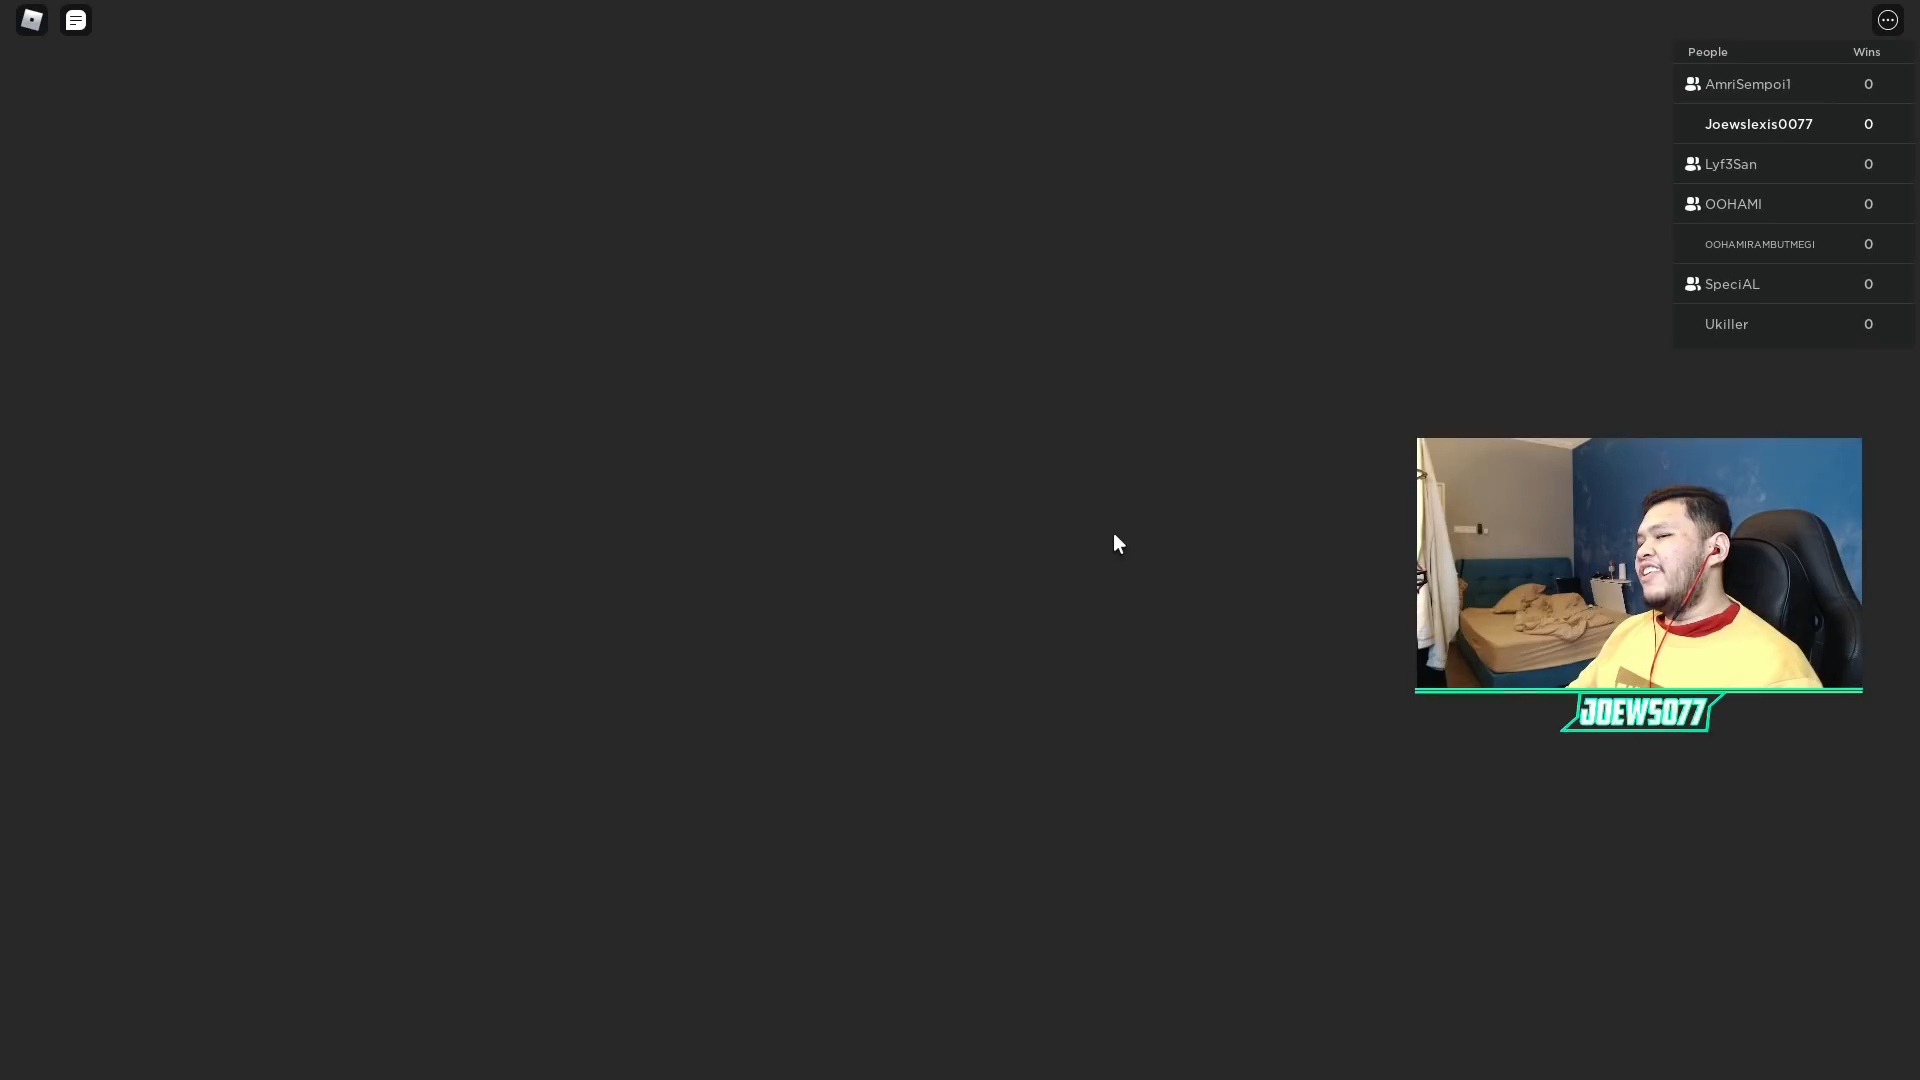 People Wins
AmriSempoi1 0
Joewslexis0077 0
Lyf3San 0
OOHAMI 0
OOHAMIRAMBUTMEGI 0
SpeciAL 0
Ukiller 0
JOEWS077